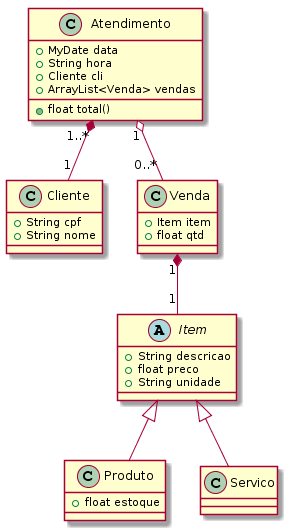 C Atendimento
MyDate data
String hora
Cliente cli
ArrayList<Venda> vendas
float total()
1..* 1
1 0..*
C Cliente
String cpf
String nome
C Venda
Item item
float qtd
1
1
A Item
String descricao
float preco
String unidade
C Produto
float estoque
C Servico